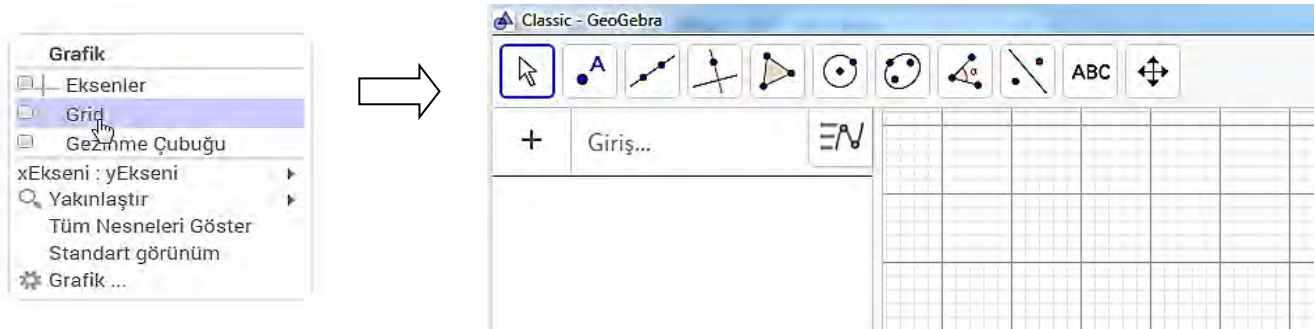 Grafik
Eksenler
Grid
Gezinme Çubuğu
xEkseni : yEkseni
Yakınlaştır
Tüm Nesneleri Göster
Standart görünüm
Grafik ...
Classic - GeoGebra
A
α
ABC
+
Giriş...